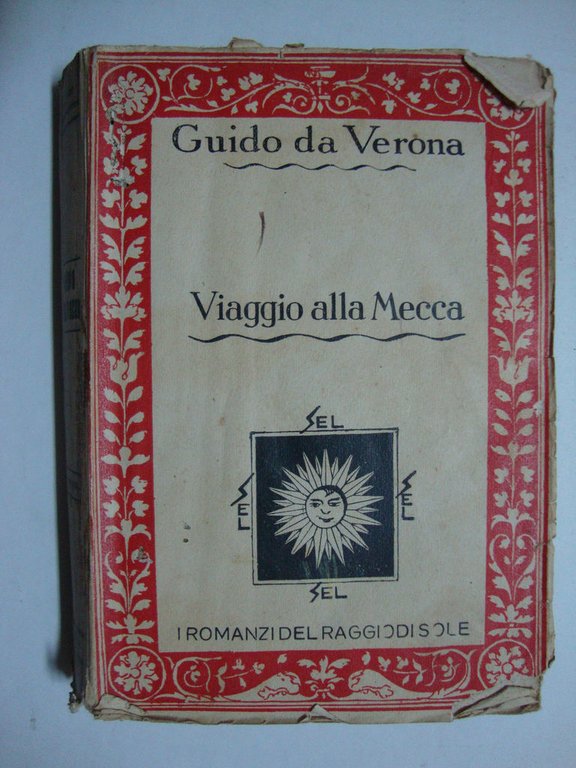 Guido da Verona
Viaggio alla Mecca
SEL
SEL
SEL
SEL
I ROMANZI DEL RAGGIO DI SOLE